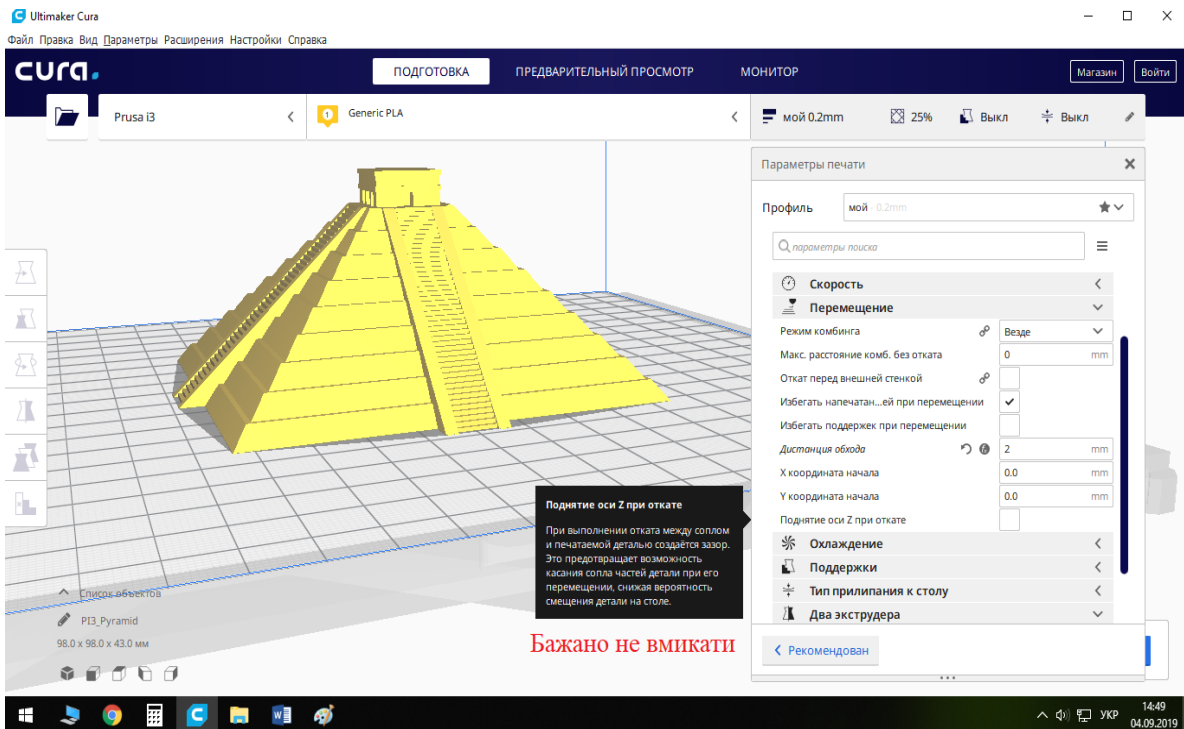 Ultimaker Cura
Файл Правка Вид Параметры Расширения Настройки Справка
cura.
ПОДГОТОВКА
ПРЕДВАРИТЕЛЬНЫЙ ПРОСМОТР
МОНИТОР
Магазин
Войти
Prusa i3
1
Generic PLA
мой 0.2mm
25%
Выкл
Выкл
Параметры печати
Профиль
мой - 0.2mm
параметры поиска
Скорость
Перемещение
Режим комбинга
Везде
Макс. расстояние комб. без отката
0 mm
Откат перед внешней стенкой
Избегать напечатан...ей при перемещении
Избегать поддержек при перемещении
Дистанция обхода
2 mm
X координата начала
0.0 mm
Y координата начала
0.0 mm
Поднятие оси Z при откате
Охлаждение
Поддержки
Тип прилипания к столу
Два экструдера
Рекомендован
Поднятие оси Z при откате
При выполнении отката между соплом
и печатаемой деталью создаётся зазор.
Это предотвращает возможность
касания сопла частей детали при его
перемещении, снижая вероятность
смещения детали на столе.
Бажано не вмикати
Список объектов
PI3_Pyramid
98.0 x 98.0 x 43.0 мм
УКР
14:49
04.09.2019